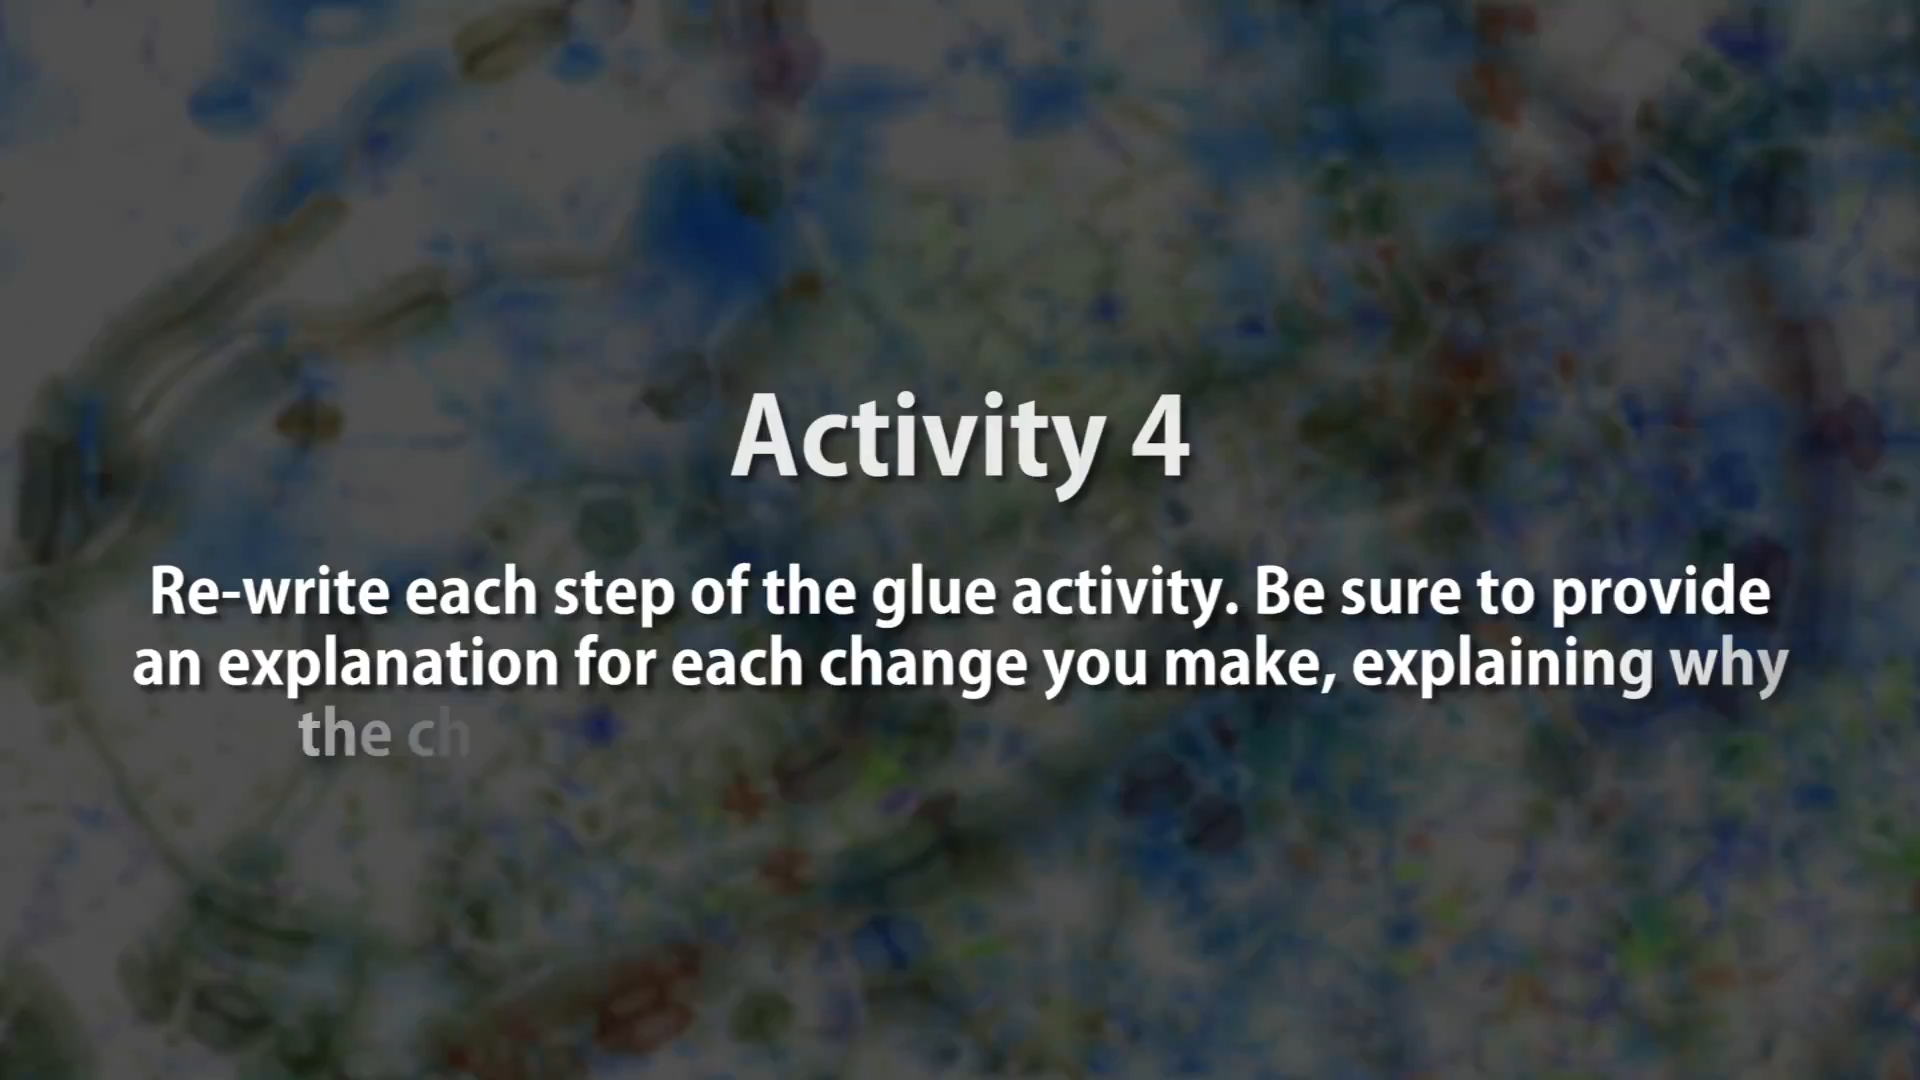 Activity 4
Re-write each step of the glue activity. Be sure to provide
an explanation for each change you make, explaining why
the ch